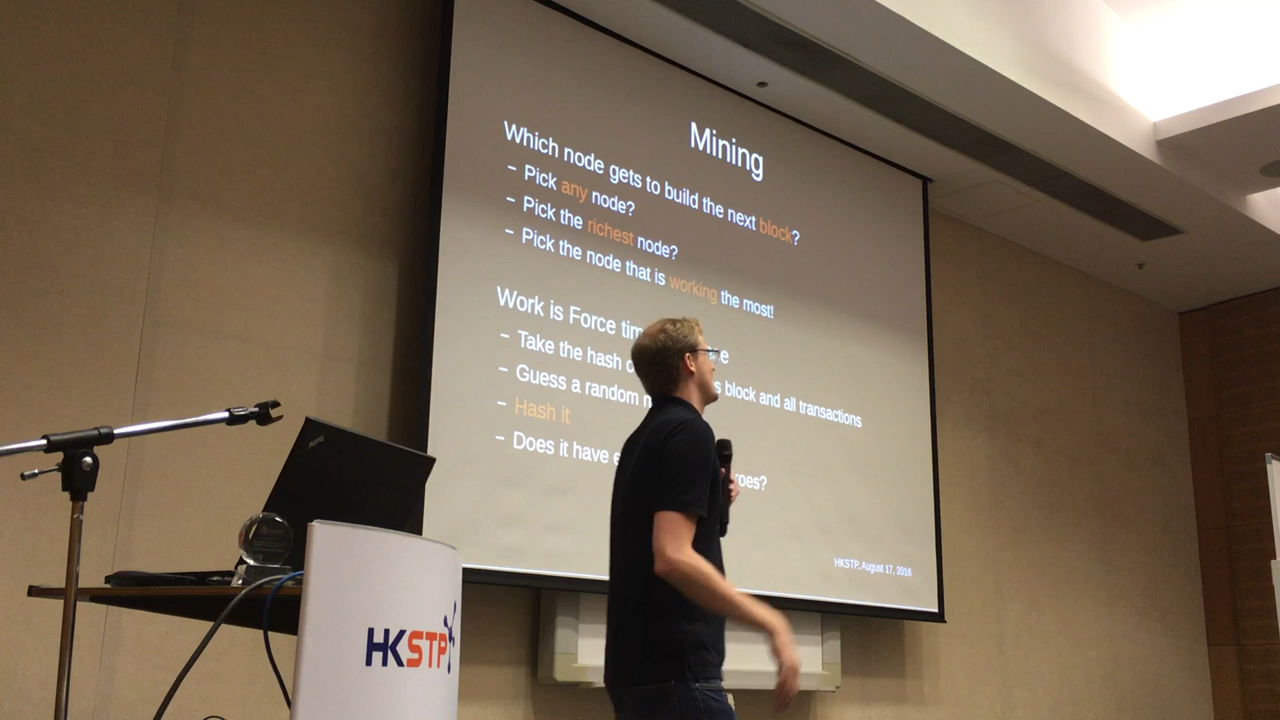 Mining
Which node gets to build the next block?
– Pick any node?
– Pick the richest node?
– Pick the node that is working the most!
Work is Force
– Take the hash block and all transactions
– Guess a random
– Hash it
– Does it have
HKSTP, August 17, 2016
HKSTP